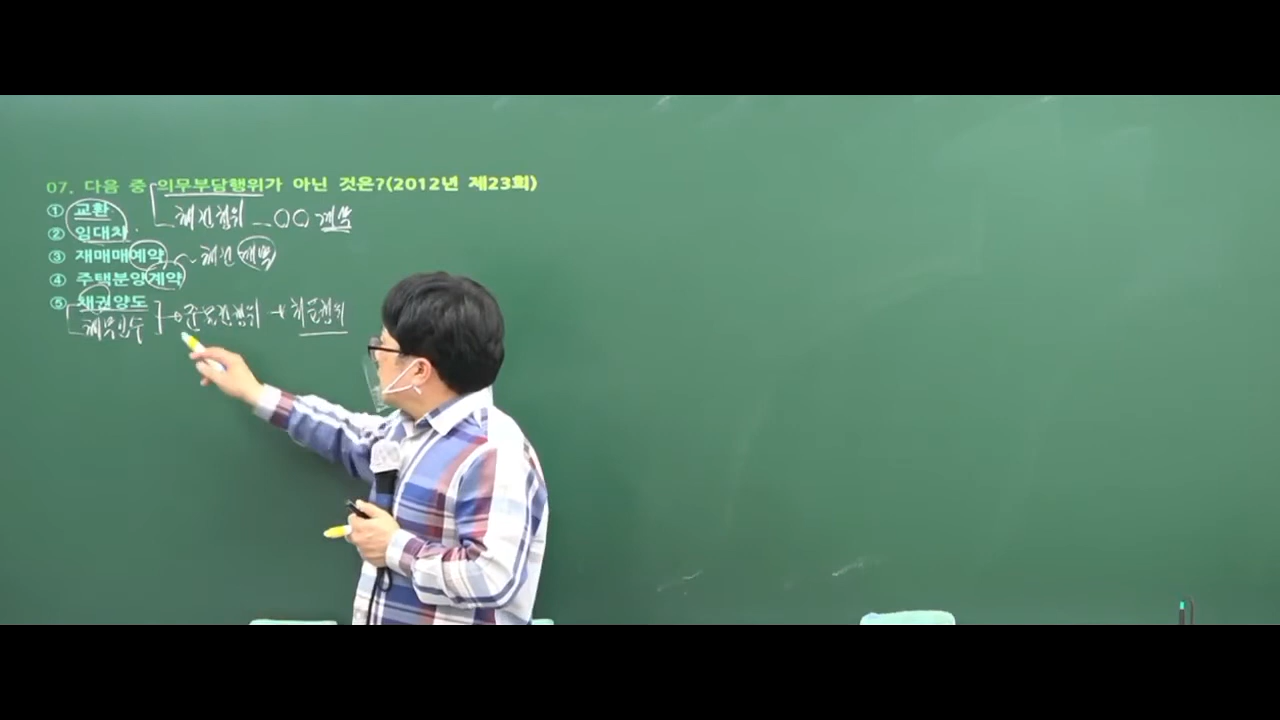 07. 다음 중 의무부담행위가 아닌 것은?(2012년 제23회)
① 교환
채권행위 - ○○ 계약
② 임대차
③ 재매매예약 - 채권계약
④ 주택분양계약
⑤ 채권양도
채무인수 → 준물권행위 → 처분행위